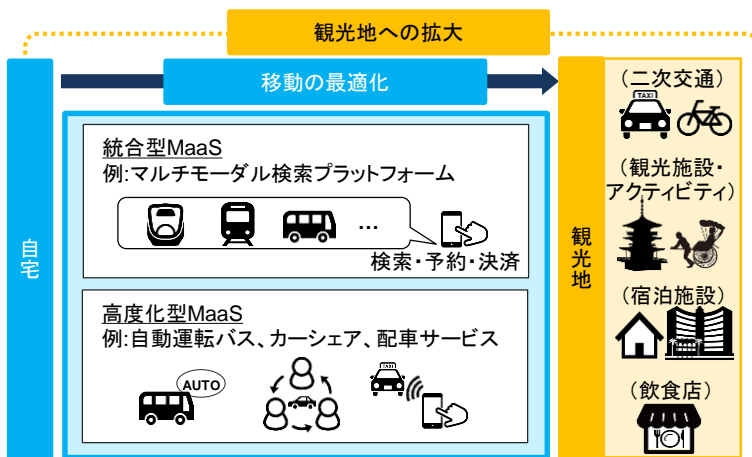 観光地への拡大
移動の最適化
自宅
統合型MaaS
例:マルチモーダル検索プラットフォーム
…
検索・予約・決済
高度化型MaaS
例:自動運転バス、カーシェア、配車サービス
AUTO
TAXI
観光地
（二次交通）
TAXI
（観光施設・
アクティビティ）
（宿泊施設）
（飲食店）